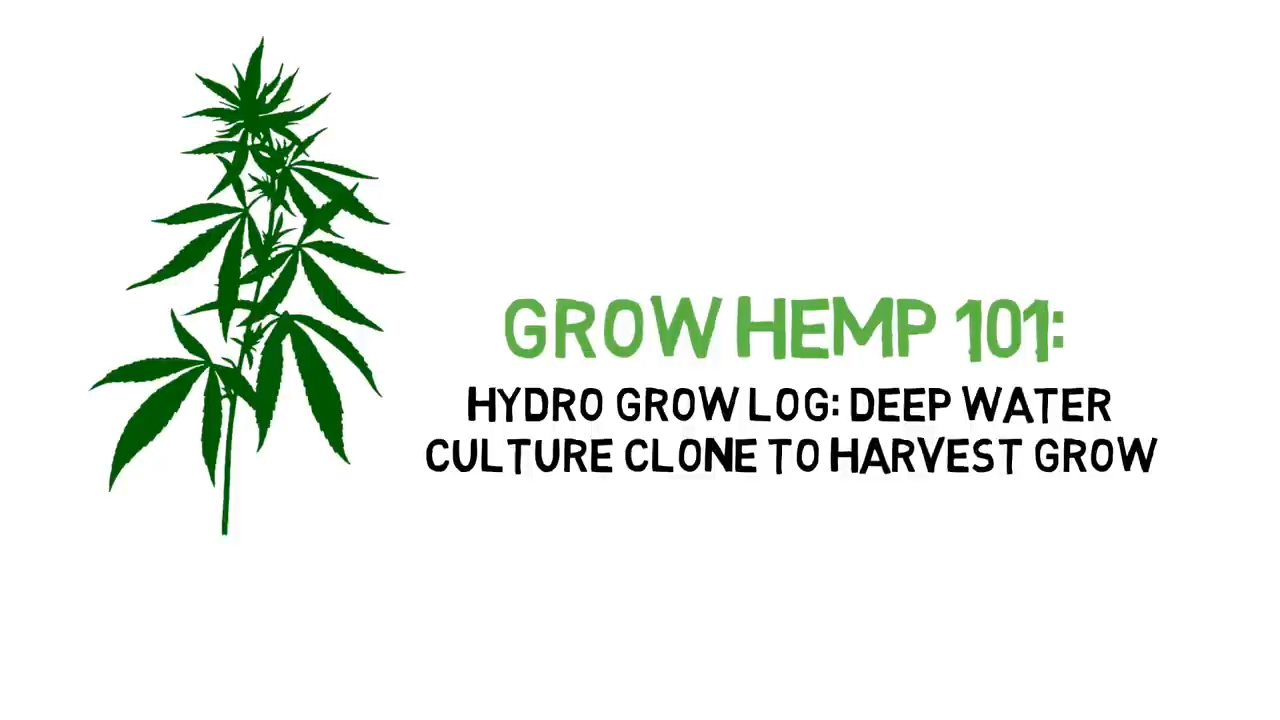 GROW HEMP 101:
HYDRO GROW LOG: DEEP WATER
CULTURE CLONE TO HARVEST GROW